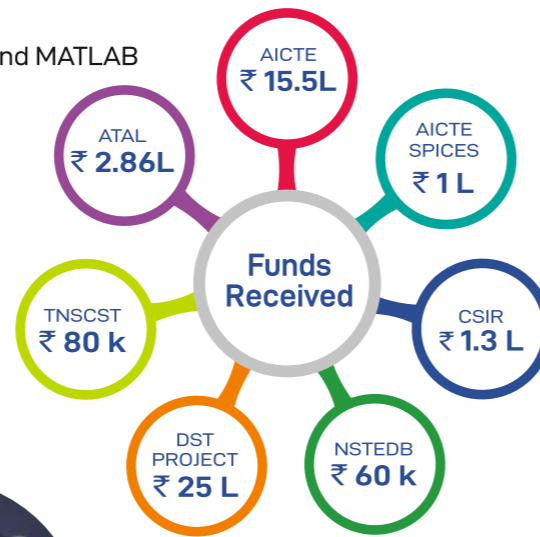 nd MATLAB
AICTE
₹ 15.5L
AICTE
SPICES
₹ 1 L
CSIR
₹ 1.3 L
NSTEDB
₹ 60 k
DST
PROJECT
₹ 25 L
TNSCST
₹ 80 k
ATAL
₹ 2.86L
Funds
Received